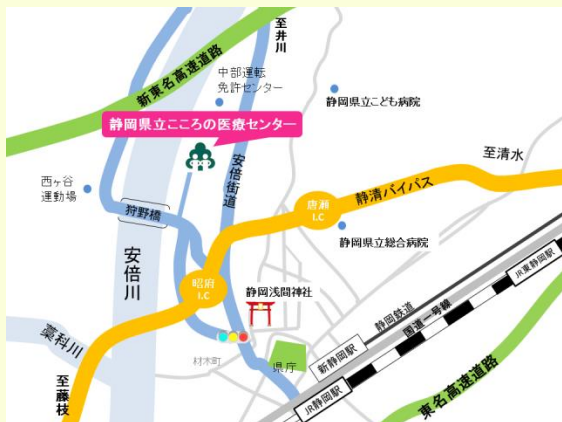 至井川
新東名高速道路
中部運転
免許センター
静岡県立こども病院
静岡県立こころの医療センター
安倍街道
至清水
西ヶ谷
運動場
狩野橋
唐瀬
I.C
静清バイパス
静岡県立総合病院
安倍川
昭府
I.C
静岡浅間神社
JR東静岡駅
静岡鉄道
国道一号線
藁科川
材木町
県庁
新静岡駅
至藤枝
JR静岡駅
東名高速道路